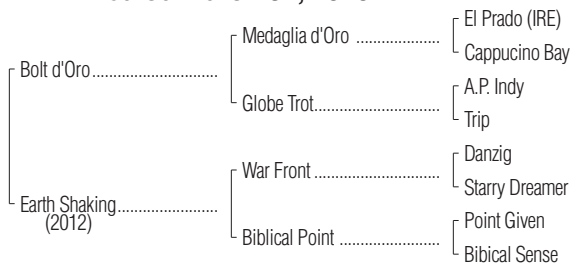 El Prado (IRE)
Medaglia d'Oro ....................
Cappucino Bay
Bolt d'Oro..............................
A.P. Indy
Globe Trot..............................
Trip
Danzig
War Front ..............................
Starry Dreamer
Earth Shaking........................
(2012)
Point Given
Biblical Point ........................
Bibical Sense